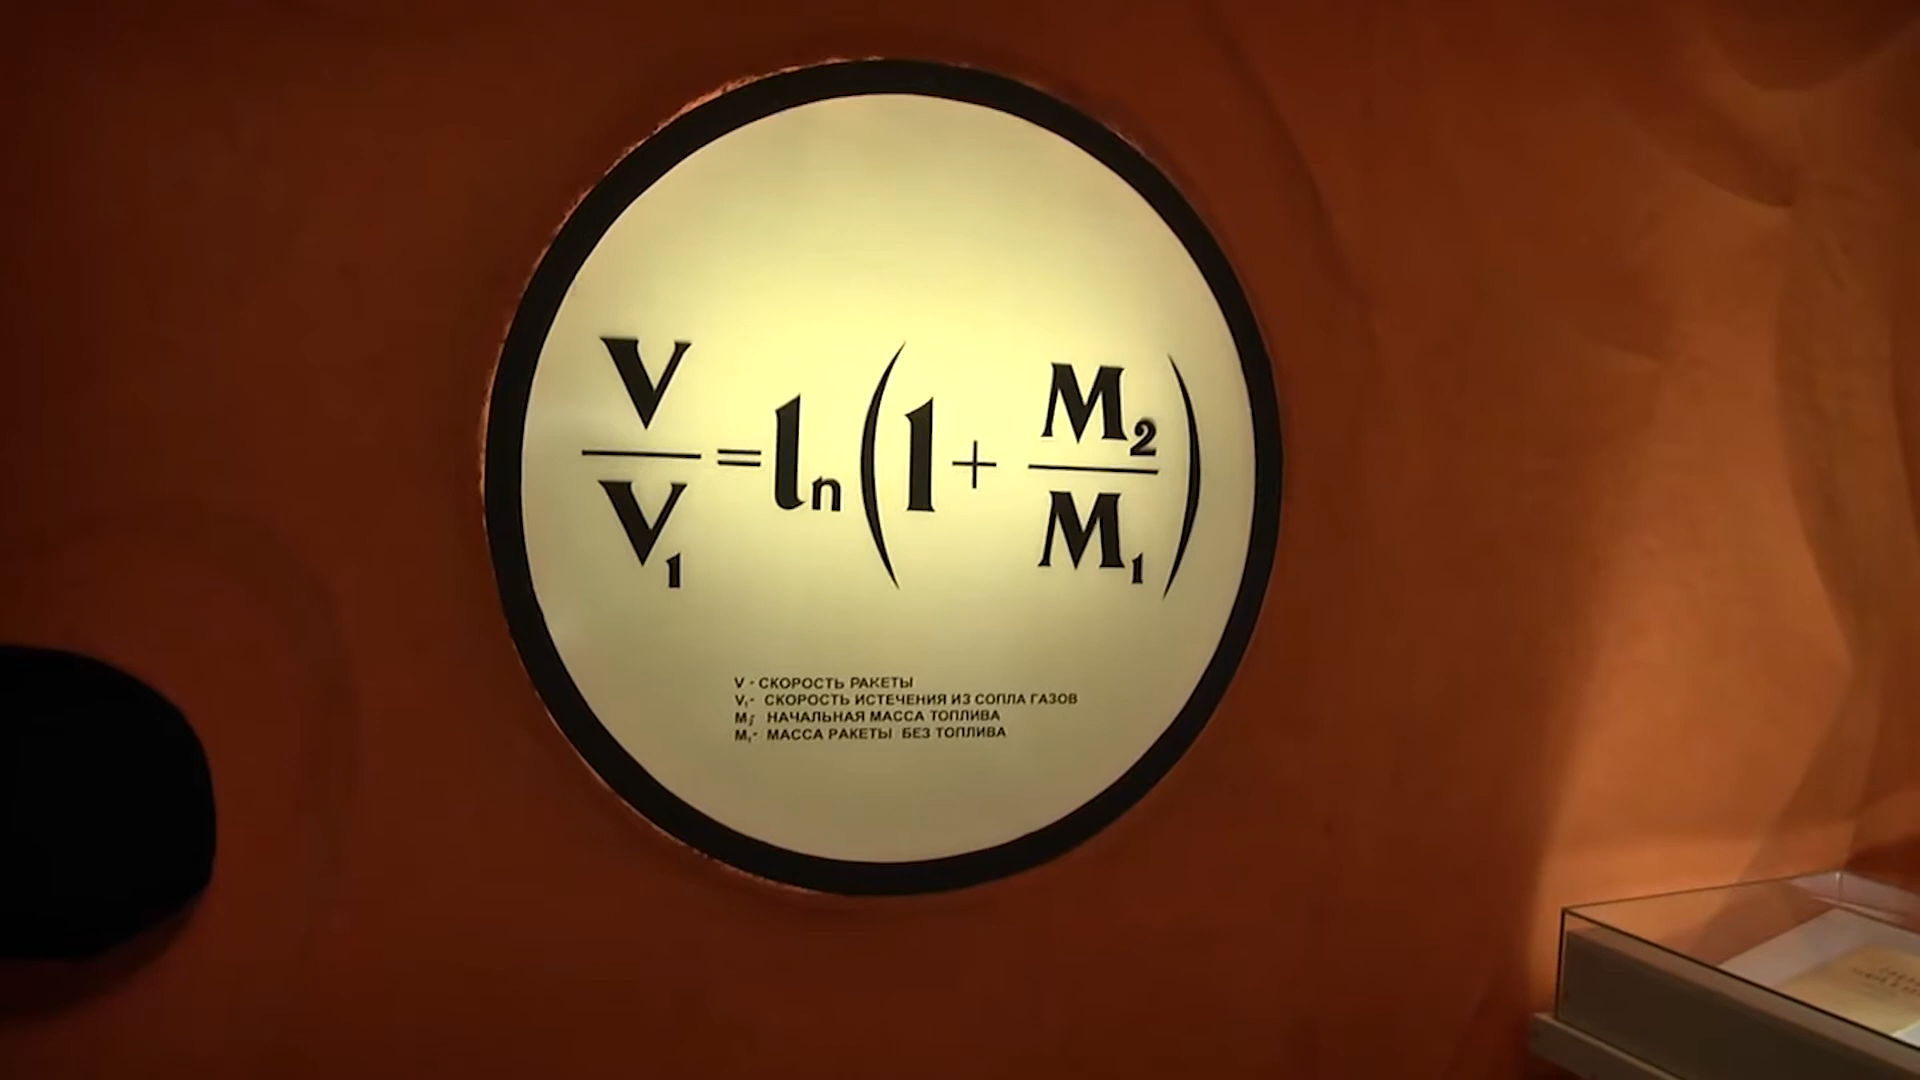 V/V₁ = ln(1 + M₂/M₁)
V - СКОРОСТЬ РАКЕТЫ
V₁- СКОРОСТЬ ИСТЕЧЕНИЯ ИЗ СОПЛА ГАЗОВ
M₂ НАЧАЛЬНАЯ МАССА ТОПЛИВА
M₁- МАССА РАКЕТЫ БЕЗ ТОПЛИВА